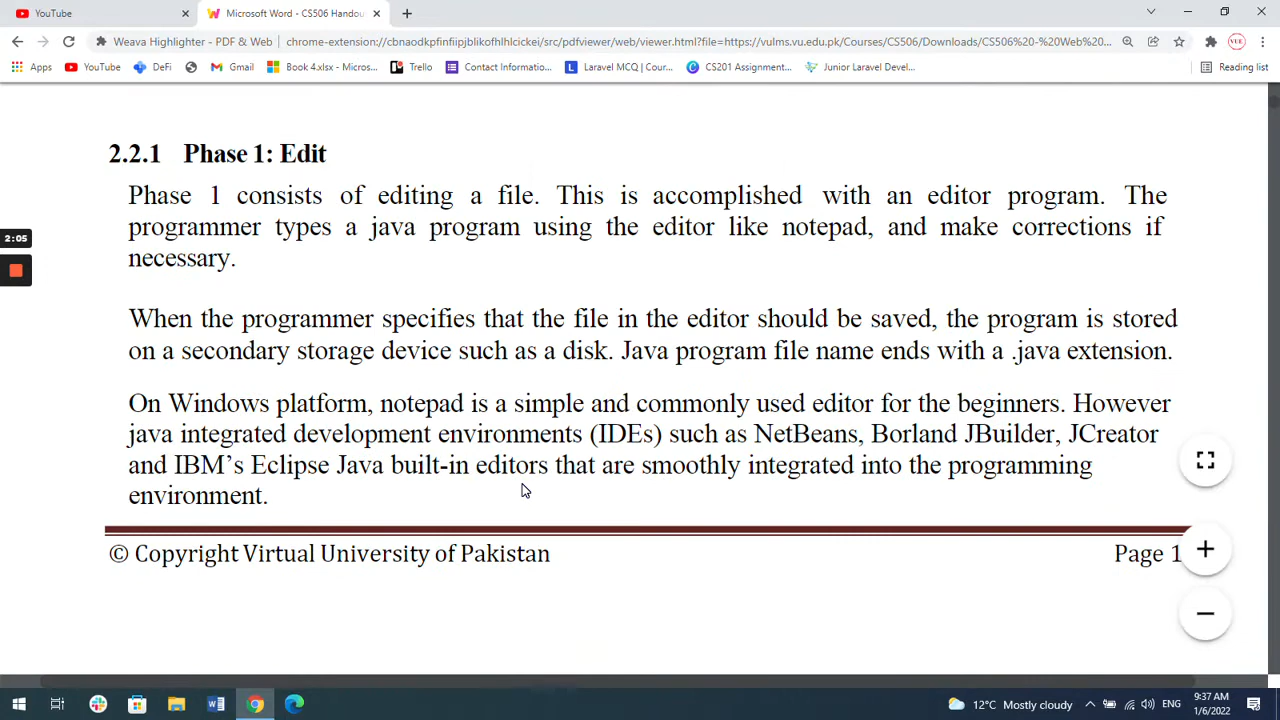 YouTube
Microsoft Word - CS506 Handou
Weava Highlighter - PDF & Web
chrome-extension://cbnaodkpfinfiipjblikofhlhlcickei/src/pdfviewer/web/viewer.html?file=https://vulms.vu.edu.pk/Courses/CS506/Downloads/CS506%20-%20Web%20...
VUE
Apps
YouTube
DeFi
Gmail
Book 4.xlsx - Micros...
Trello
Contact Informatio...
Laravel MCQ | Cour...
CS201 Assignment...
Junior Laravel Devel...
Reading list
2.2.1 Phase 1: Edit
Phase 1 consists of editing a file. This is accomplished with an editor program. The
programmer types a java program using the editor like notepad, and make corrections if
necessary.
2:05
When the programmer specifies that the file in the editor should be saved, the program is stored
on a secondary storage device such as a disk. Java program file name ends with a .java extension.
On Windows platform, notepad is a simple and commonly used editor for the beginners. However
java integrated development environments (IDEs) such as NetBeans, Borland JBuilder, JCreator
and IBM’s Eclipse Java built-in editors that are smoothly integrated into the programming
environment.
© Copyright Virtual University of Pakistan
Page 1
12°C Mostly cloudy
ENG
9:37 AM
1/6/2022